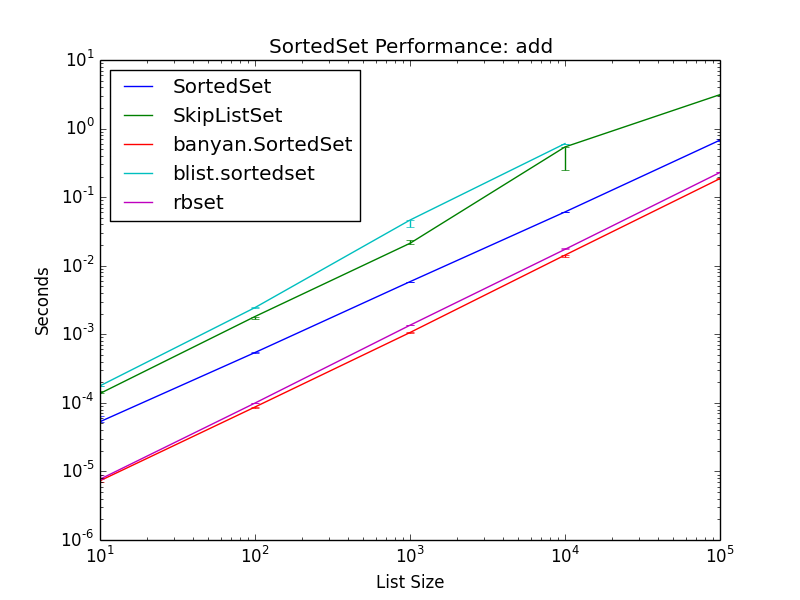 SortedSet Performance: add
10^1
10^0
10^-1
10^-2
10^-3
10^-4
10^-5
10^-6
Seconds
SortedSet
SkipListSet
banyan.SortedSet
blist.sortedset
rbset
10^1 10^2 10^3 10^4 10^5
List Size